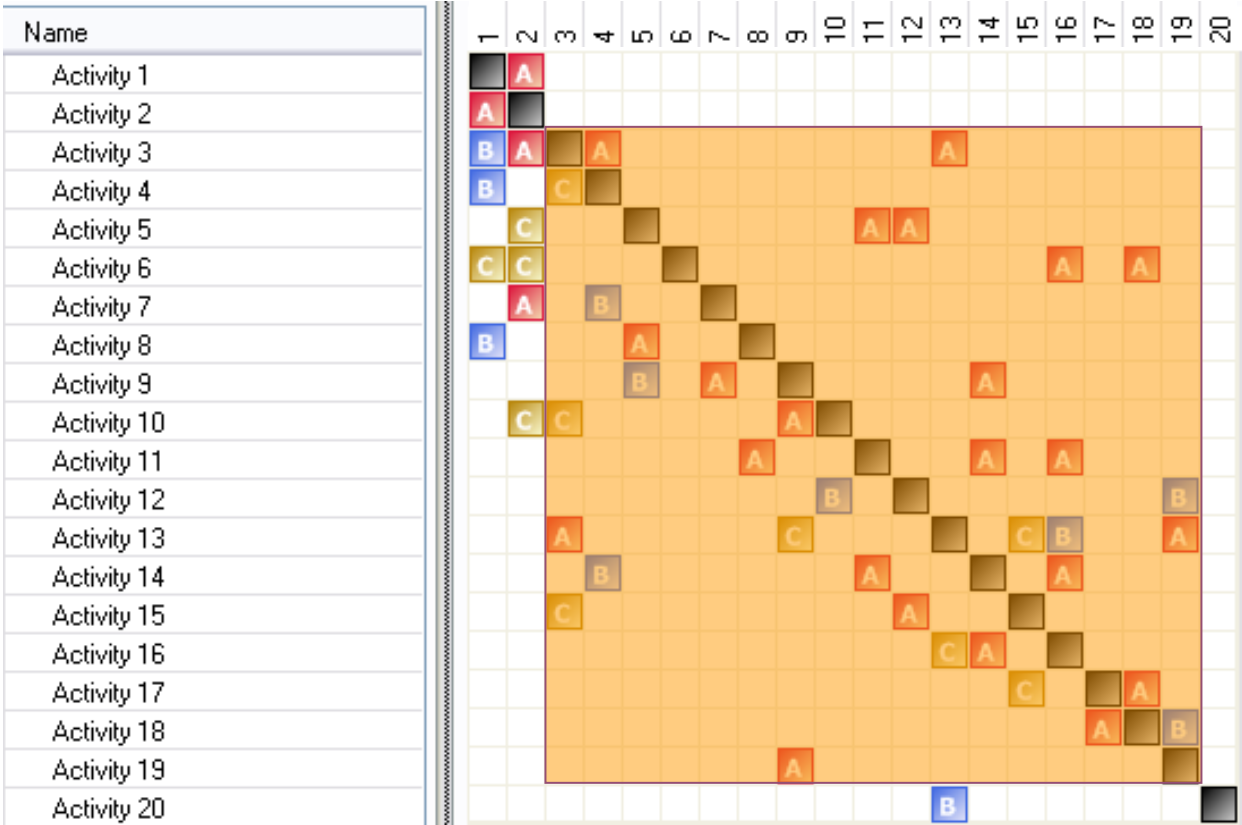 Name 1 2 3 4 5 6 7 8 9 10 11 12 13 14 15 16 17 18 19 20
Activity 1 A
Activity 2 A
Activity 3 B A A A
Activity 4 B C
Activity 5 C A A
Activity 6 C C A A
Activity 7 A B
Activity 8 B A
Activity 9 B A A
Activity 10 C C A
Activity 11 A A A
Activity 12 B B
Activity 13 A C C B A
Activity 14 B A A
Activity 15 C A
Activity 16 C A
Activity 17 C A
Activity 18 A B
Activity 19 A
Activity 20 B